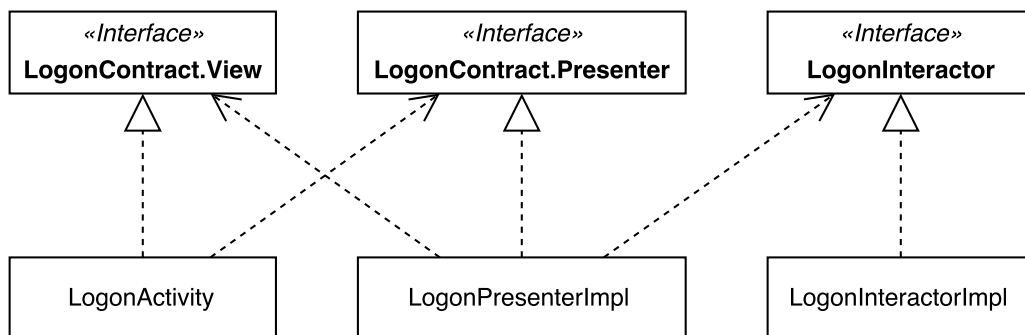 «Interface»
LogonContract.View
«Interface»
LogonContract.Presenter
«Interface»
LogonInteractor
LogonActivity
LogonPresenterImpl
LogonInteractorImpl